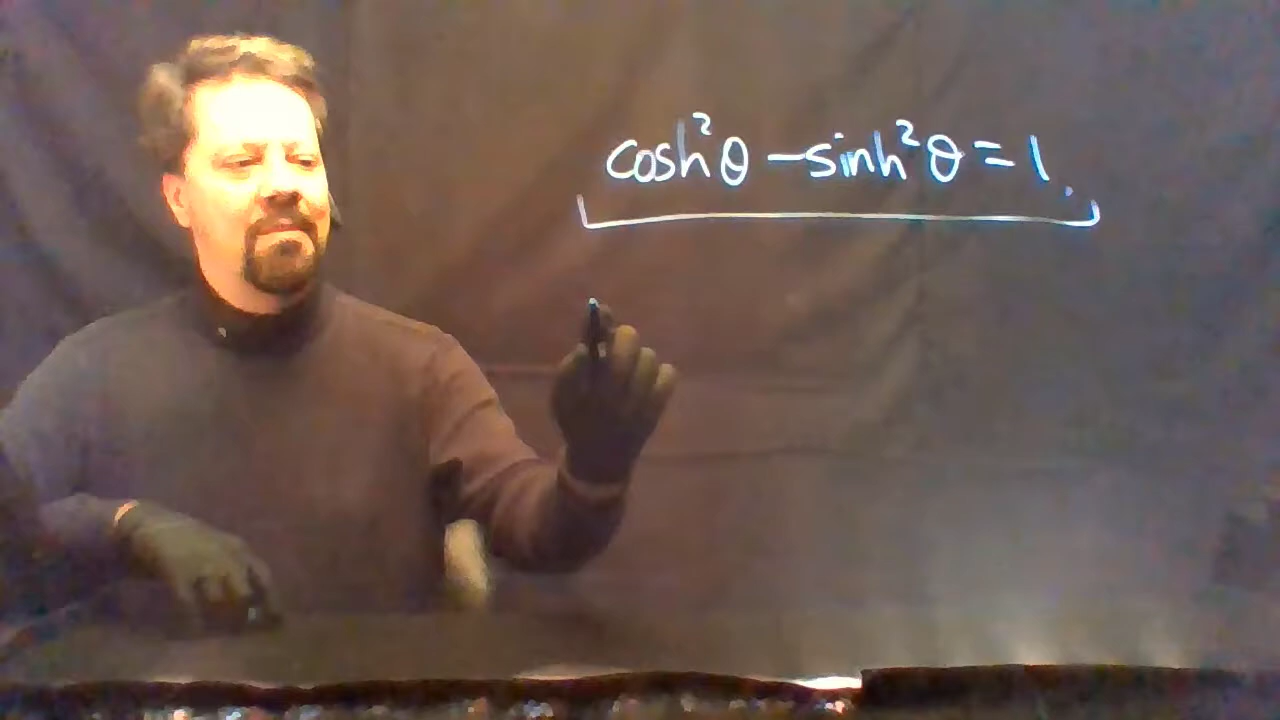 cosh²θ – sinh²θ = 1.